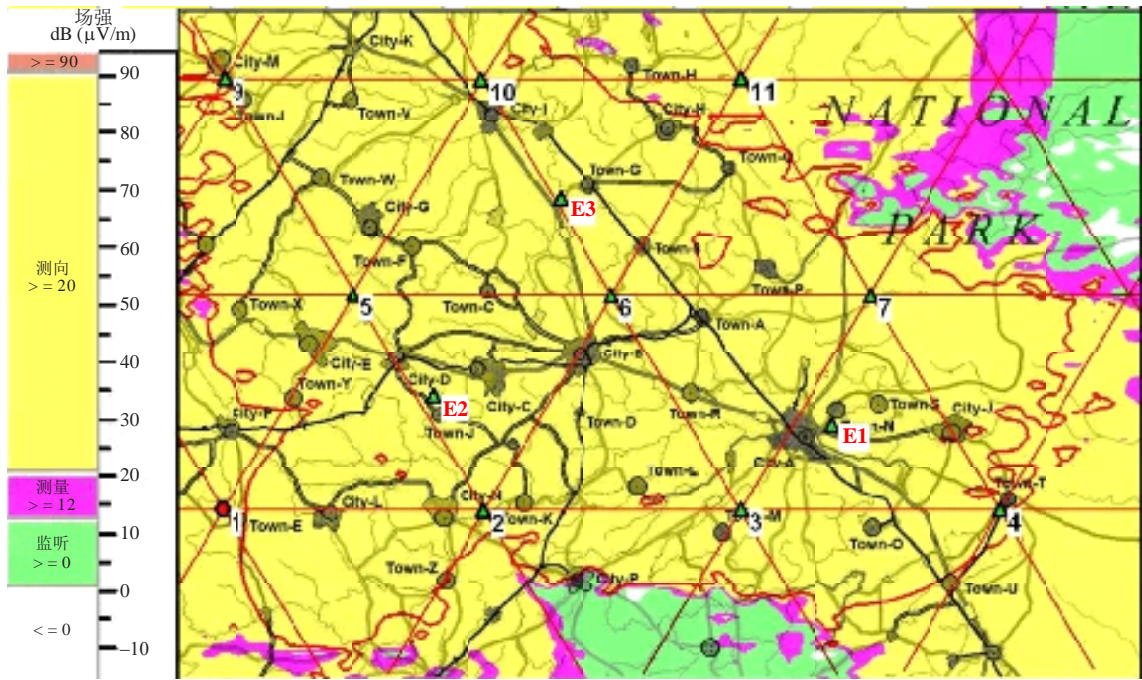 场强
dB (μV/m)
>= 90
90
80
70
60
测向
>= 20
50
40
30
20
测量
>= 12
10
监听
>= 0
0
<= 0
–10
City-K
City-M
9
Town-V
10
City-I
Town-H
City-H
11
NATIONAL
PARK
Town-W
City-G
Town-G
E3
Town-F
Town-P
Town-X
5
Town-C
6
7
Town-A
City-E
City-D
Town-Y
City-C
E2
Town-J
Town-D
Town-R
Town-S
City-J
E1
City-A
City-F
1
Town-E
City-L
City-N
2
Town-K
3
Town-M
Town-T
4
Town-O
Town-Z
City-P
Town-U